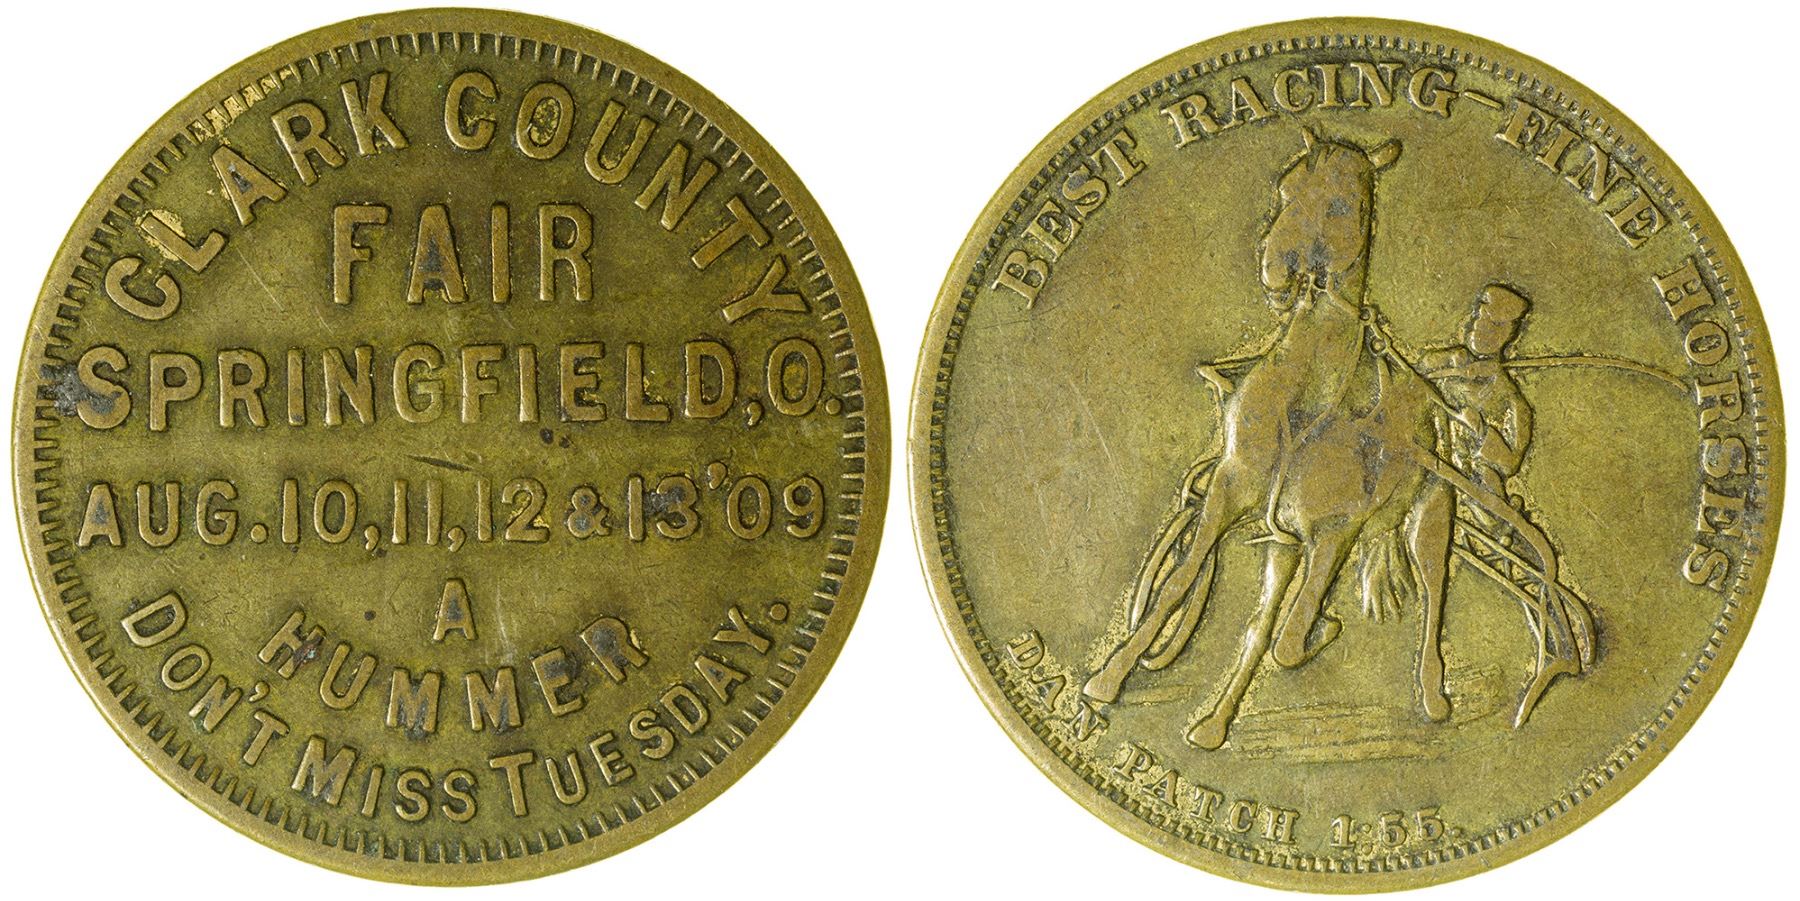 CLARK COUNTY
FAIR
SPRINGFIELD, O.
AUG. 10, 11, 12 & 13 '09
A
HUMMER
DON'T MISS TUESDAY.
BEST RACING - FINE HORSES
DAN PATCH 1:55.